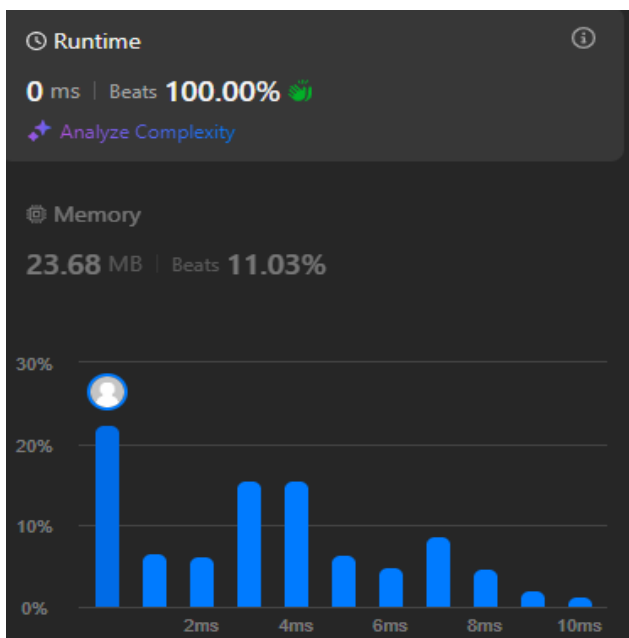 Runtime
0 ms | Beats 100.00%
Analyze Complexity
Memory
23.68 MB | Beats 11.03%
30%
20%
10%
0%
2ms 4ms 6ms 8ms 10ms